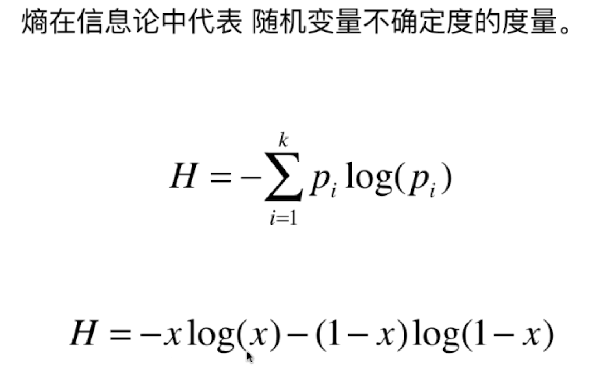 熵在信息论中代表 随机变量不确定度的度量。
H = −∑_{i=1}^{k} p_i log(p_i)
H = −x log(x) − (1 − x) log(1 − x)